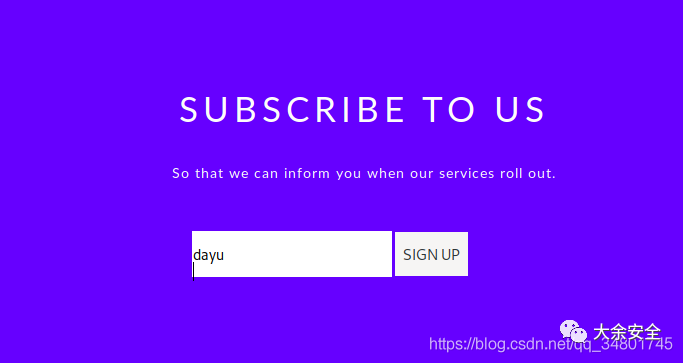 SUBSCRIBE TO US
So that we can inform you when our services roll out.
dayu
SIGN UP
大余安全
https://blog.csdn.net/qq_34801745